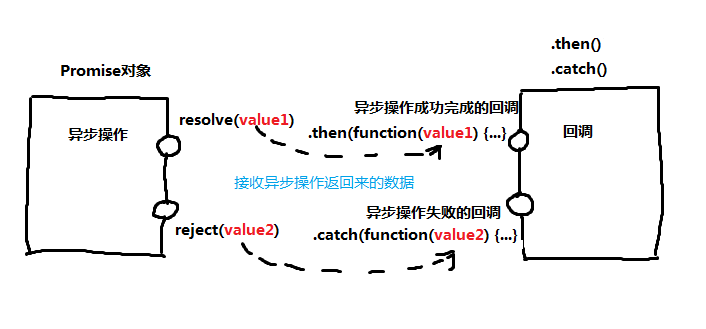 .then()
.catch()
Promise对象
异步操作
resolve(value1)
异步操作成功完成的回调
.then(function(value1) {...}
回调
接收异步操作返回来的数据
异步操作失败的回调
reject(value2)
.catch(function(value2) {...}